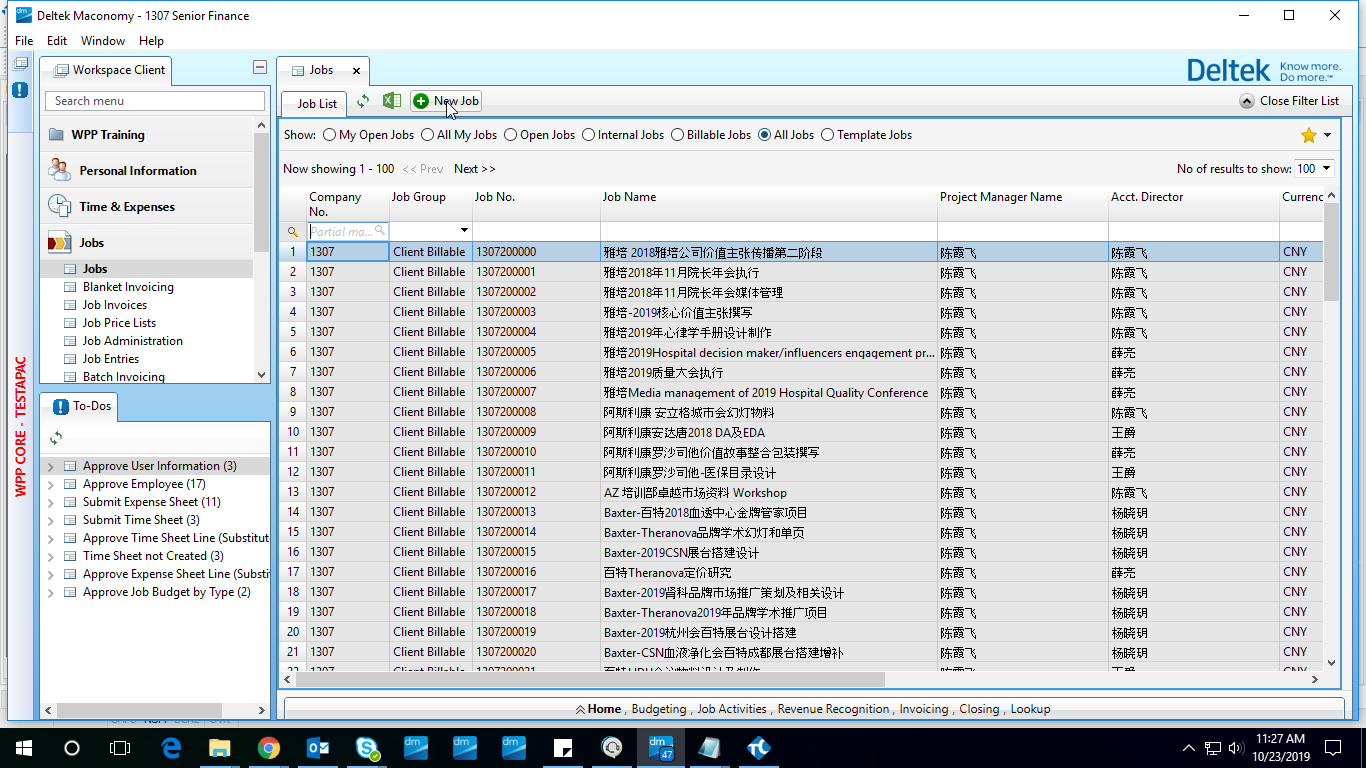 Deltek Maconomy - 1307 Senior Finance
File Edit Window Help
Workspace Client
Search menu
WPP Training
Personal Information
Time & Expenses
Jobs
Jobs
Blanket Invoicing
Job Invoices
Job Price Lists
Job Administration
Job Entries
Batch Invoicing
WPP CORE - TESTAPAC
To-Dos
Approve User Information (3)
Approve Employee (17)
Submit Expense Sheet (11)
Submit Time Sheet (3)
Approve Time Sheet Line (Substitut
Time Sheet not Created (3)
Approve Expense Sheet Line (Substi
Approve Job Budget by Type (2)
Jobs
Deltek Know more.
Do more.™
Job List New Job Close Filter List
Show: My Open Jobs All My Jobs Open Jobs Internal Jobs Billable Jobs All Jobs Template Jobs
Now showing 1 - 100 << Prev Next >> No of results to show: 100
Company No. Job Group Job No. Job Name Project Manager Name Acct. Director Currenc
Partial ma...
1 1307 Client Billable 1307200000 雅培 2018雅培公司价值主张传播第二阶段 陈霞飞 陈霞飞 CNY
2 1307 Client Billable 1307200001 雅培2018年11月院长年会执行 陈霞飞 陈霞飞 CNY
3 1307 Client Billable 1307200002 雅培2018年11月院长年会媒体管理 陈霞飞 陈霞飞 CNY
4 1307 Client Billable 1307200003 雅培-2019核心价值主张撰写 陈霞飞 陈霞飞 CNY
5 1307 Client Billable 1307200004 雅培2019年心律学手册设计制作 陈霞飞 陈霞飞 CNY
6 1307 Client Billable 1307200005 雅培2019Hospital decision maker/influencers engagement pr... 陈霞飞 薛亮 CNY
7 1307 Client Billable 1307200006 雅培2019质量大会执行 陈霞飞 薛亮 CNY
8 1307 Client Billable 1307200007 雅培Media management of 2019 Hospital Quality Conference 陈霞飞 薛亮 CNY
9 1307 Client Billable 1307200008 阿斯利康 安立格城市会幻灯物料 陈霞飞 陈霞飞 CNY
10 1307 Client Billable 1307200009 阿斯利康安达唐2018 DA及EDA 陈霞飞 王爵 CNY
11 1307 Client Billable 1307200010 阿斯利康罗沙司他价值故事整合包装撰写 陈霞飞 薛亮 CNY
12 1307 Client Billable 1307200011 阿斯利康罗沙司他-医保目录设计 陈霞飞 王爵 CNY
13 1307 Client Billable 1307200012 AZ 培训部卓越市场资料 Workshop 陈霞飞 陈霞飞 CNY
14 1307 Client Billable 1307200013 Baxter-百特2018血透中心金牌管家项目 陈霞飞 杨晓玥 CNY
15 1307 Client Billable 1307200014 Baxter-Theranova品牌学术幻灯和单页 陈霞飞 杨晓玥 CNY
16 1307 Client Billable 1307200015 Baxter-2019CSN展台搭建设计 陈霞飞 杨晓玥 CNY
17 1307 Client Billable 1307200016 百特Theranova定价研究 陈霞飞 薛亮 CNY
18 1307 Client Billable 1307200017 Baxter-2019肾科品牌市场推广策划及相关设计 陈霞飞 杨晓玥 CNY
19 1307 Client Billable 1307200018 Baxter-Theranova2019年品牌学术推广项目 陈霞飞 杨晓玥 CNY
20 1307 Client Billable 1307200019 Baxter-2019杭州会百特展台设计搭建 陈霞飞 杨晓玥 CNY
21 1307 Client Billable 1307200020 Baxter-CSN血液净化会百特成都展台搭建增补 陈霞飞 杨晓玥 CNY
Home , Budgeting , Job Activities , Revenue Recognition , Invoicing , Closing , Lookup
47
11:27 AM
10/23/2019